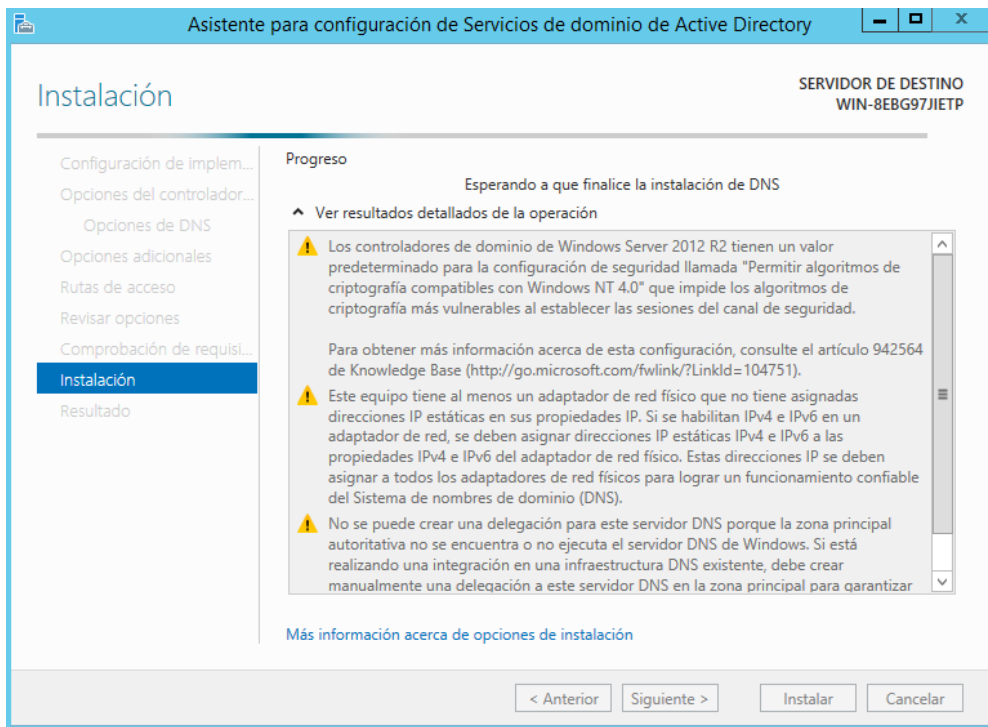 Asistente para configuración de Servicios de dominio de Active Directory
Instalación
SERVIDOR DE DESTINO
WIN-8EBG97JIETP
Configuración de implem...
Opciones del controlador...
Opciones de DNS
Opciones adicionales
Rutas de acceso
Revisar opciones
Comprobación de requisi...
Instalación
Resultado
Progreso
Esperando a que finalice la instalación de DNS
Ver resultados detallados de la operación
Los controladores de dominio de Windows Server 2012 R2 tienen un valor
predeterminado para la configuración de seguridad llamada "Permitir algoritmos de
criptografía compatibles con Windows NT 4.0" que impide los algoritmos de
criptografía más vulnerables al establecer las sesiones del canal de seguridad.
Para obtener más información acerca de esta configuración, consulte el artículo 942564
de Knowledge Base (http://go.microsoft.com/fwlink/?LinkId=104751).
Este equipo tiene al menos un adaptador de red físico que no tiene asignadas
direcciones IP estáticas en sus propiedades IP. Si se habilitan IPv4 e IPv6 en un
adaptador de red, se deben asignar direcciones IP estáticas IPv4 e IPv6 a las
propiedades IPv4 e IPv6 del adaptador de red físico. Estas direcciones IP se deben
asignar a todos los adaptadores de red físicos para lograr un funcionamiento confiable
del Sistema de nombres de dominio (DNS).
No se puede crear una delegación para este servidor DNS porque la zona principal
autoritativa no se encuentra o no ejecuta el servidor DNS de Windows. Si está
realizando una integración en una infraestructura DNS existente, debe crear
manualmente una delegación a este servidor DNS en la zona principal para garantizar
Más información acerca de opciones de instalación
< Anterior
Siguiente >
Instalar
Cancelar